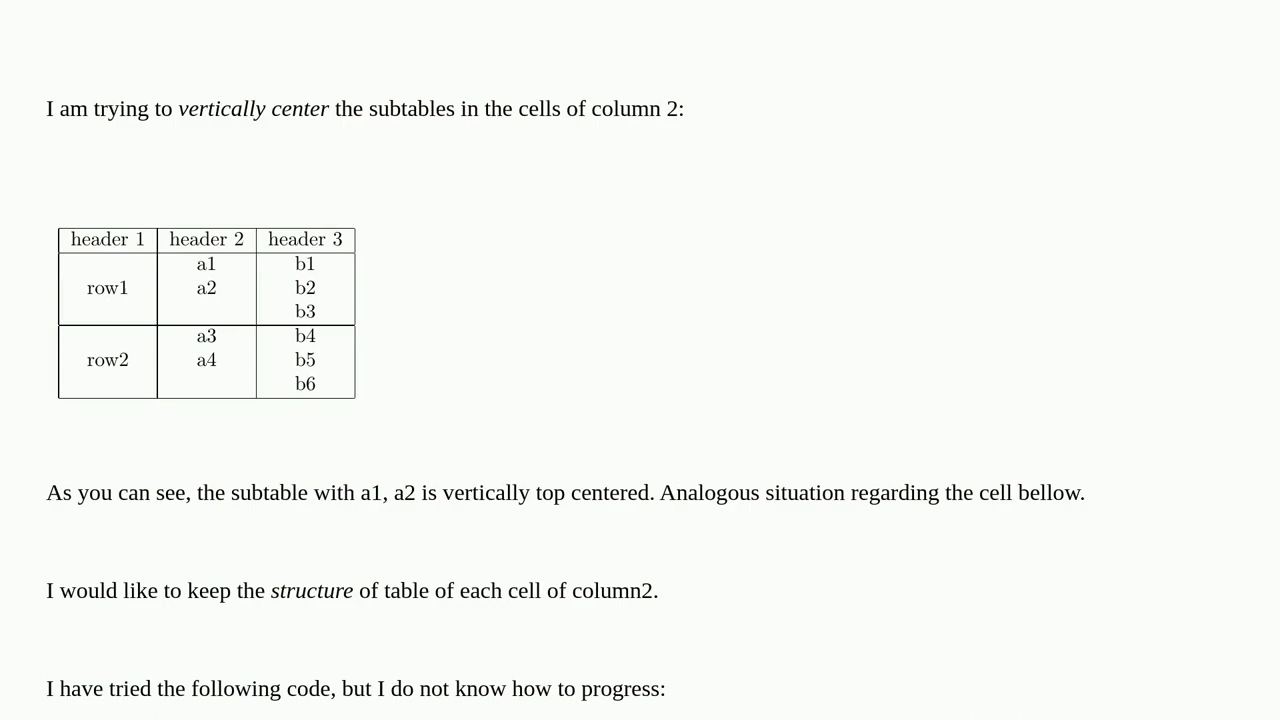 I am trying to vertically center the subtables in the cells of column 2:
header 1 header 2 header 3
a1 b1
row1 a2 b2
b3
a3 b4
row2 a4 b5
b6
As you can see, the subtable with a1, a2 is vertically top centered. Analogous situation regarding the cell bellow.
I would like to keep the structure of table of each cell of column2.
I have tried the following code, but I do not know how to progress: